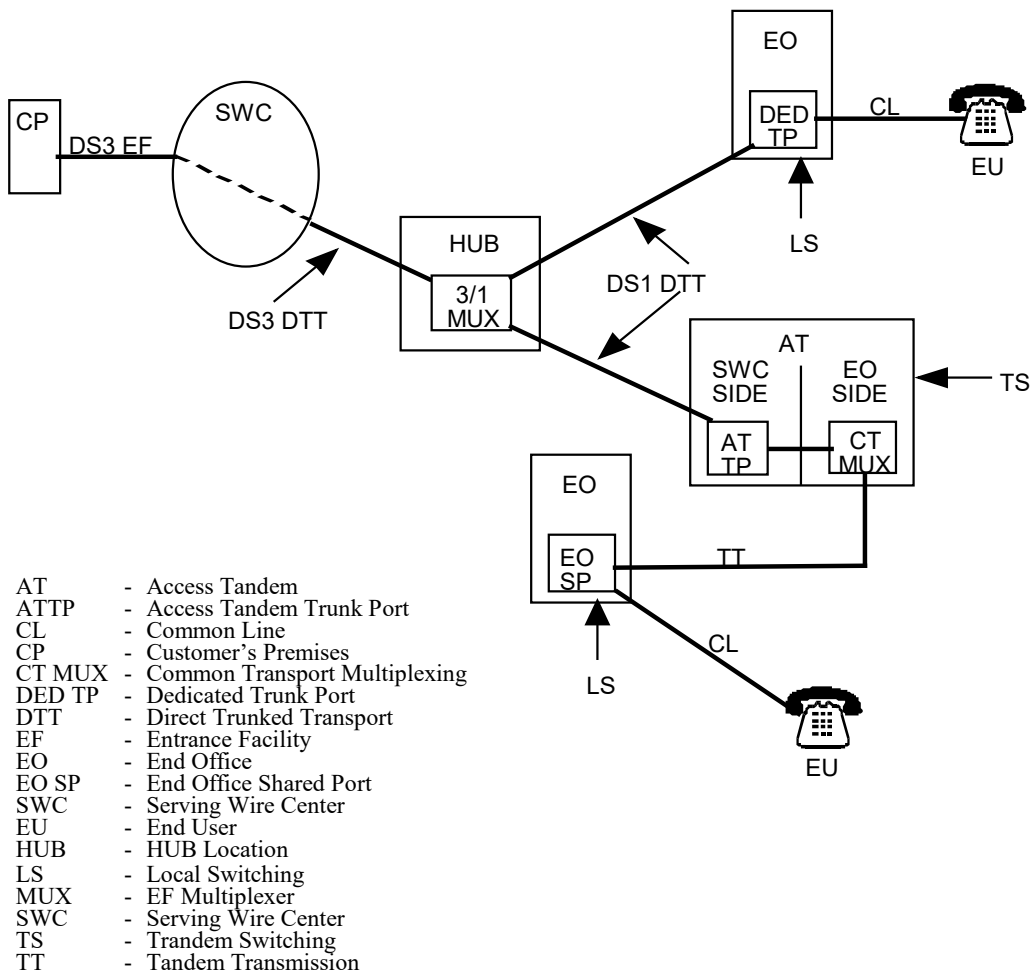 EO
CP
SWC
DED
TP
CL
DS3 EF
EU
LS
HUB
3/1
MUX
DS1 DTT
DS3 DTT
AT
SWC
SIDE
EO
SIDE
TS
AT
TP
CT
MUX
EO
EO
SP
TT
LS
CL
EU
AT - Access Tandem
ATTP - Access Tandem Trunk Port
CL - Common Line
CP - Customer’s Premises
CT MUX - Common Transport Multiplexing
DED TP - Dedicated Trunk Port
DTT - Direct Trunked Transport
EF - Entrance Facility
EO - End Office
EO SP - End Office Shared Port
SWC - Serving Wire Center
EU - End User
HUB - HUB Location
LS - Local Switching
MUX - EF Multiplexer
SWC - Serving Wire Center
TS - Trandem Switching
TT - Tandem Transmission